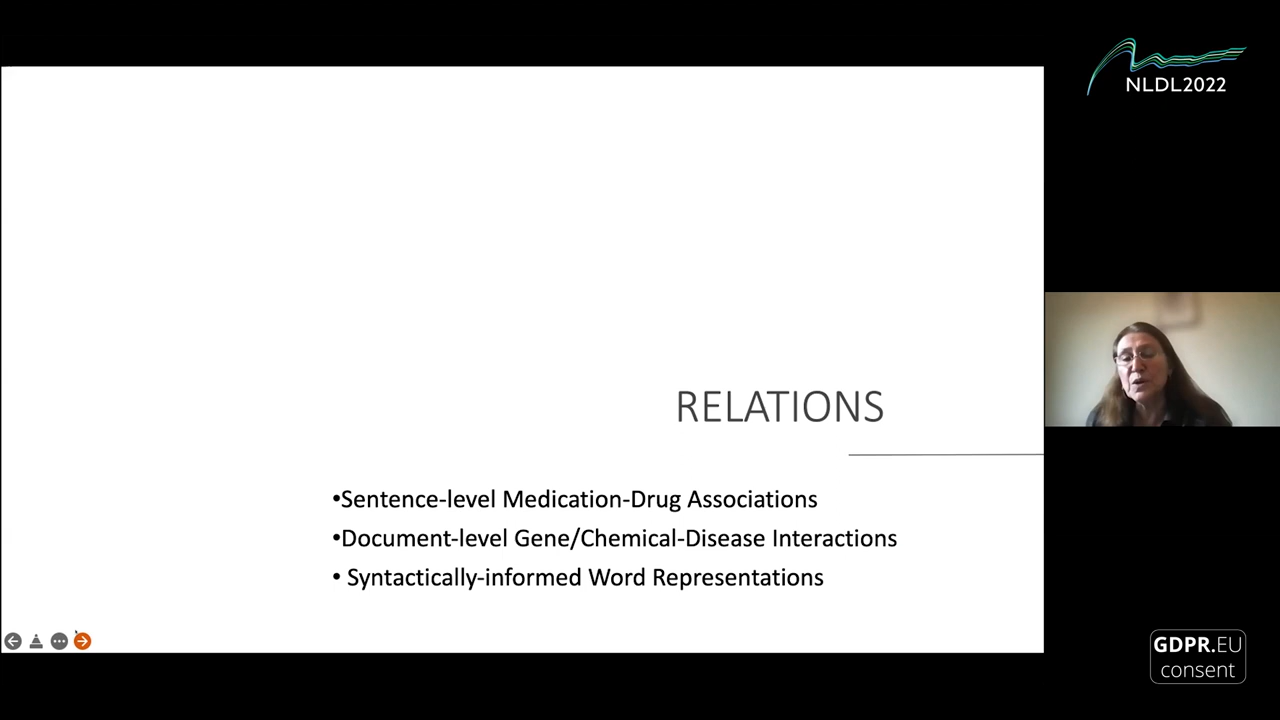 NLDL2022
RELATIONS
•Sentence-level Medication-Drug Associations
•Document-level Gene/Chemical-Disease Interactions
• Syntactically-informed Word Representations
GDPR.EU
consent